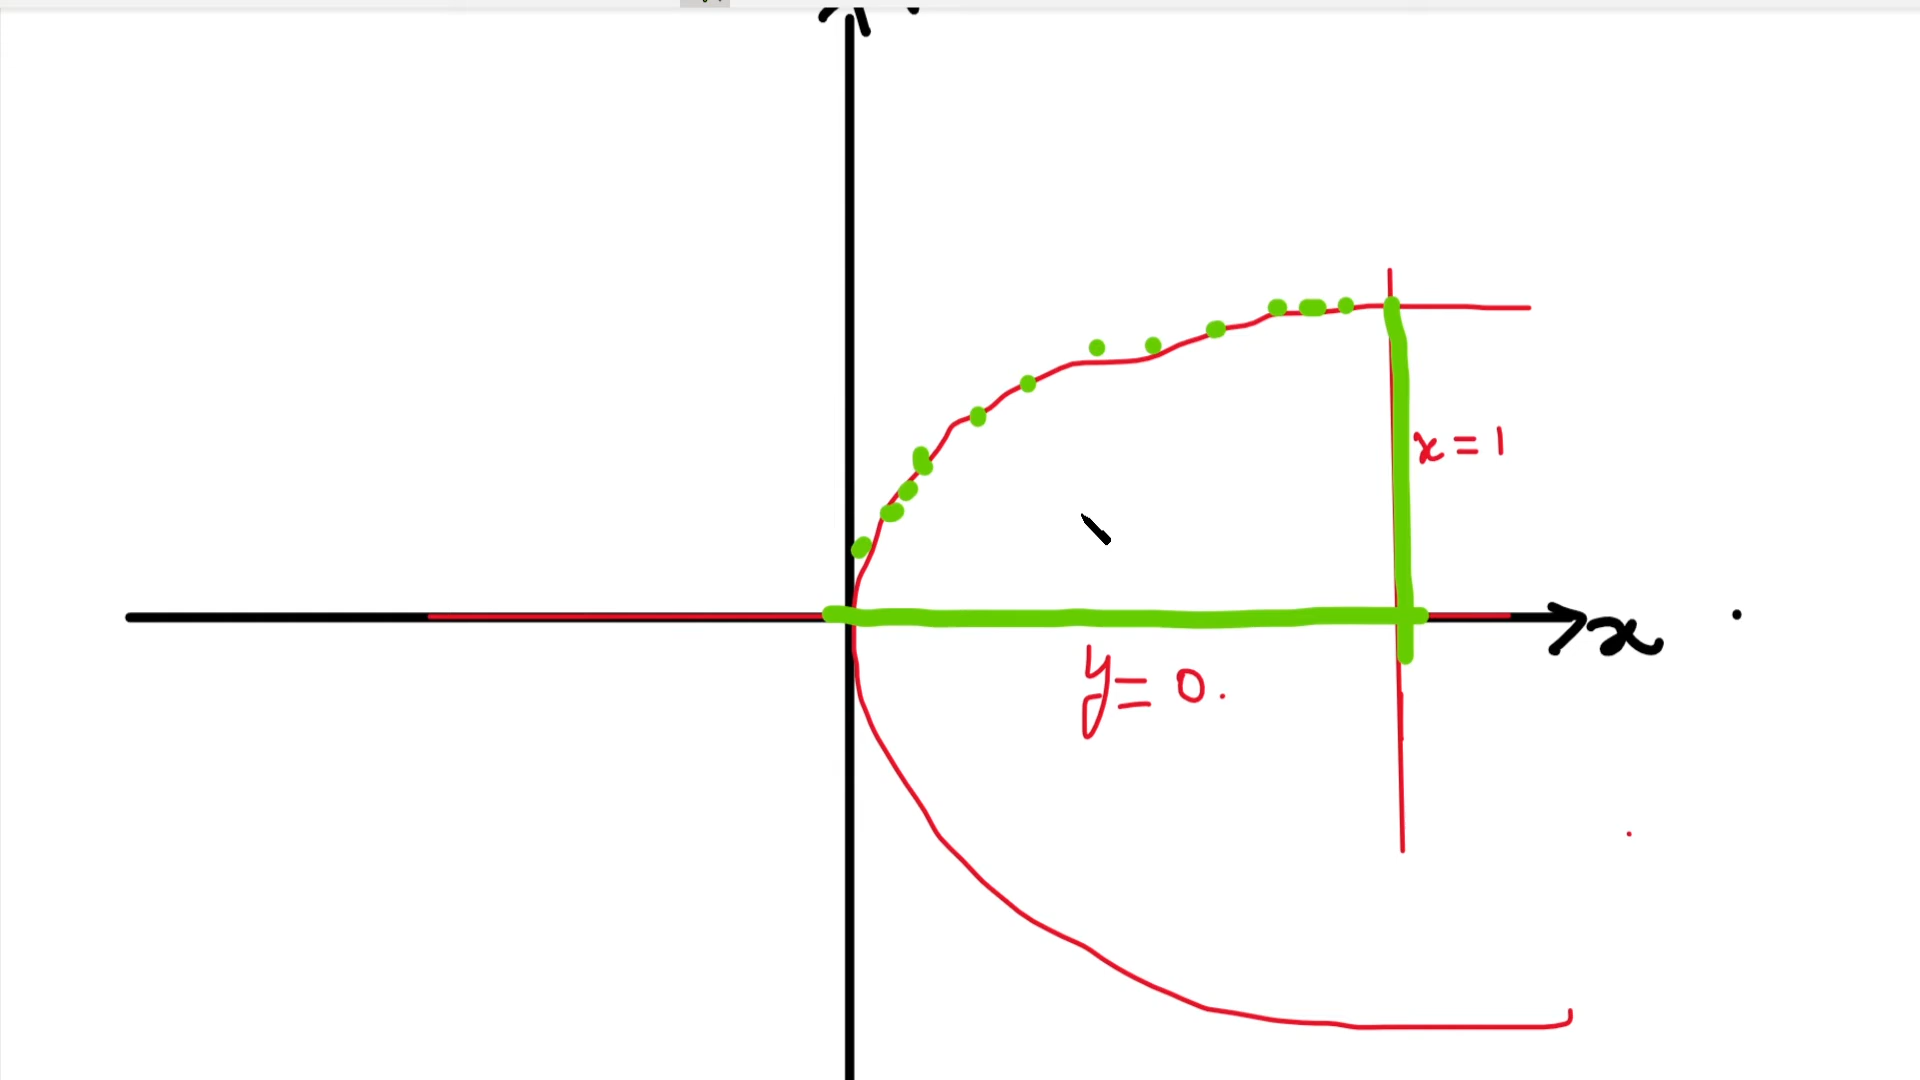 x = 1
x
y = 0.